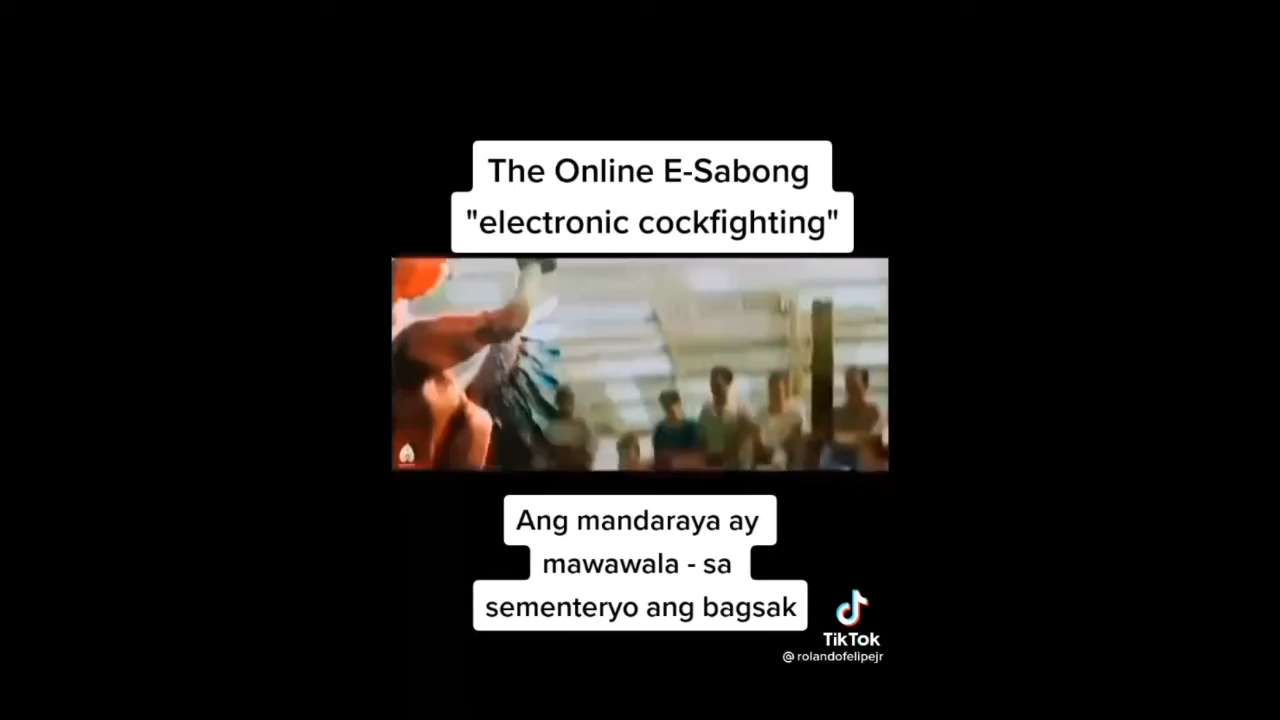 The Online E-Sabong
"electronic cockfighting"
Ang mandaraya ay
mawawala - sa
sementeryo ang bagsak
TikTok
@rolandofelipejr